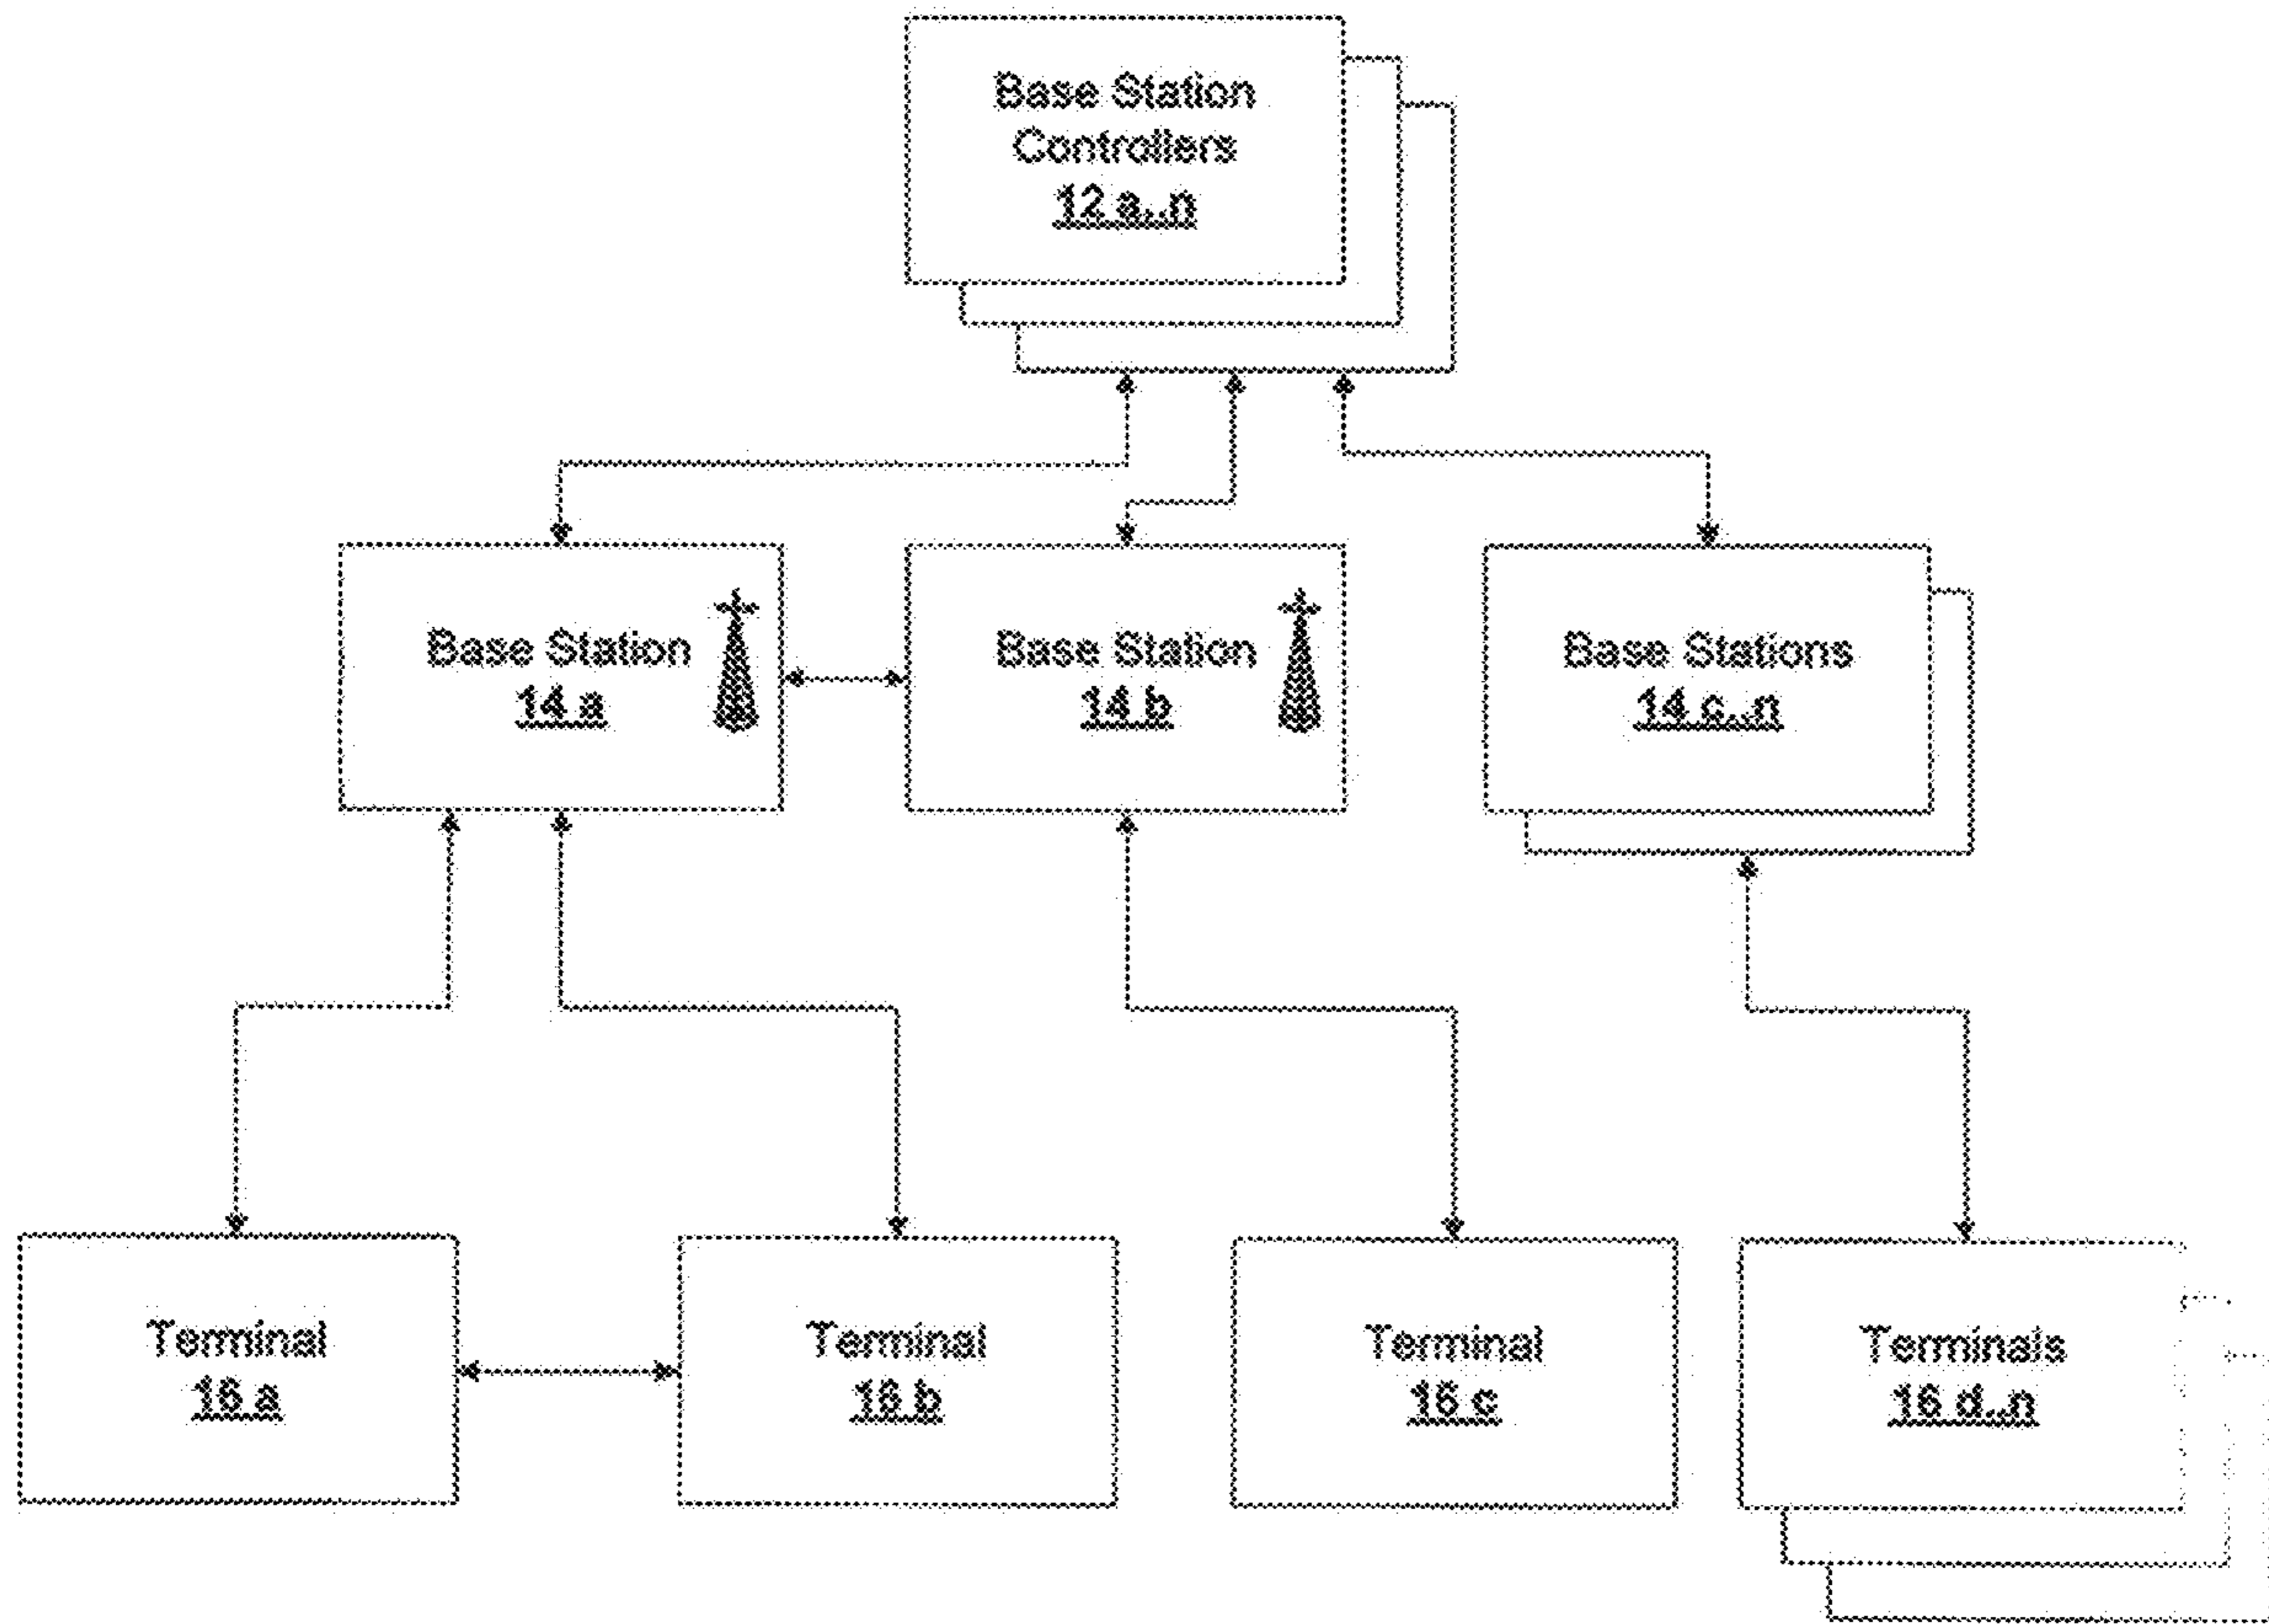 Base Station
Controllers
12 a..n
Base Station
14 a
Base Station
14 b
Base Stations
14 c..n
Terminal
16 a
Terminal
16 b
Terminal
16 c
Terminals
16 d..n